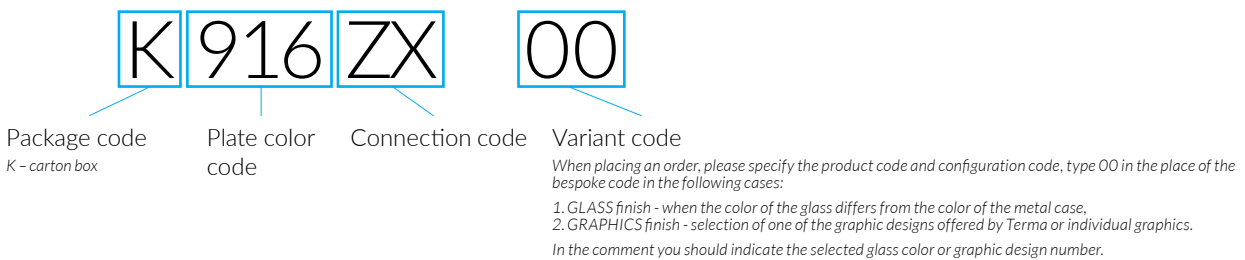 K 916 ZX 00
Package code
K – carton box
Plate color
code
Connection code
Variant code
When placing an order, please specify the product code and configuration code, type 00 in the place of the
bespoke code in the following cases:
1. GLASS finish - when the color of the glass differs from the color of the metal case,
2. GRAPHICS finish - selection of one of the graphic designs offered by Terma or individual graphics.
In the comment you should indicate the selected glass color or graphic design number.